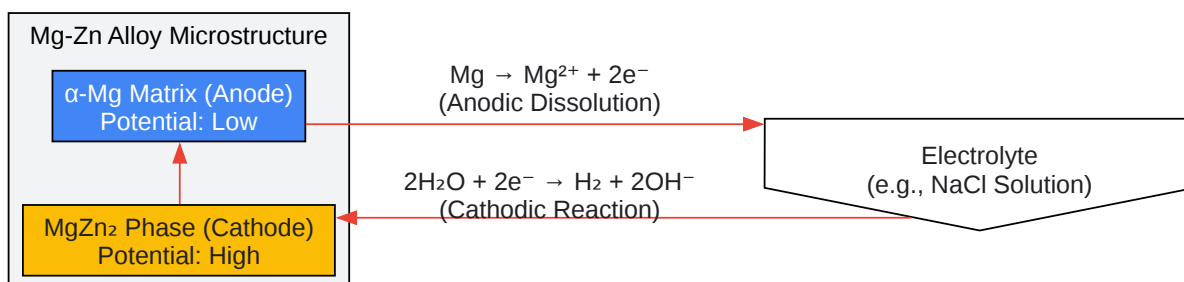 Mg-Zn Alloy Microstructure
α-Mg Matrix (Anode)
Potential: Low
MgZn₂ Phase (Cathode)
Potential: High
Mg → Mg²⁺ + 2e⁻
(Anodic Dissolution)
2H₂O + 2e⁻ → H₂ + 2OH⁻
(Cathodic Reaction)
Electrolyte
(e.g., NaCl Solution)